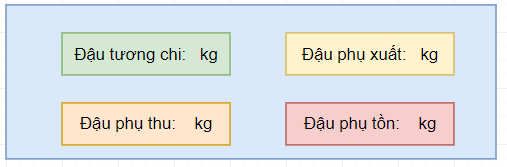 Đậu tương chi: kg
Đậu phụ xuất: kg
Đậu phụ thu: kg
Đậu phụ tồn: kg